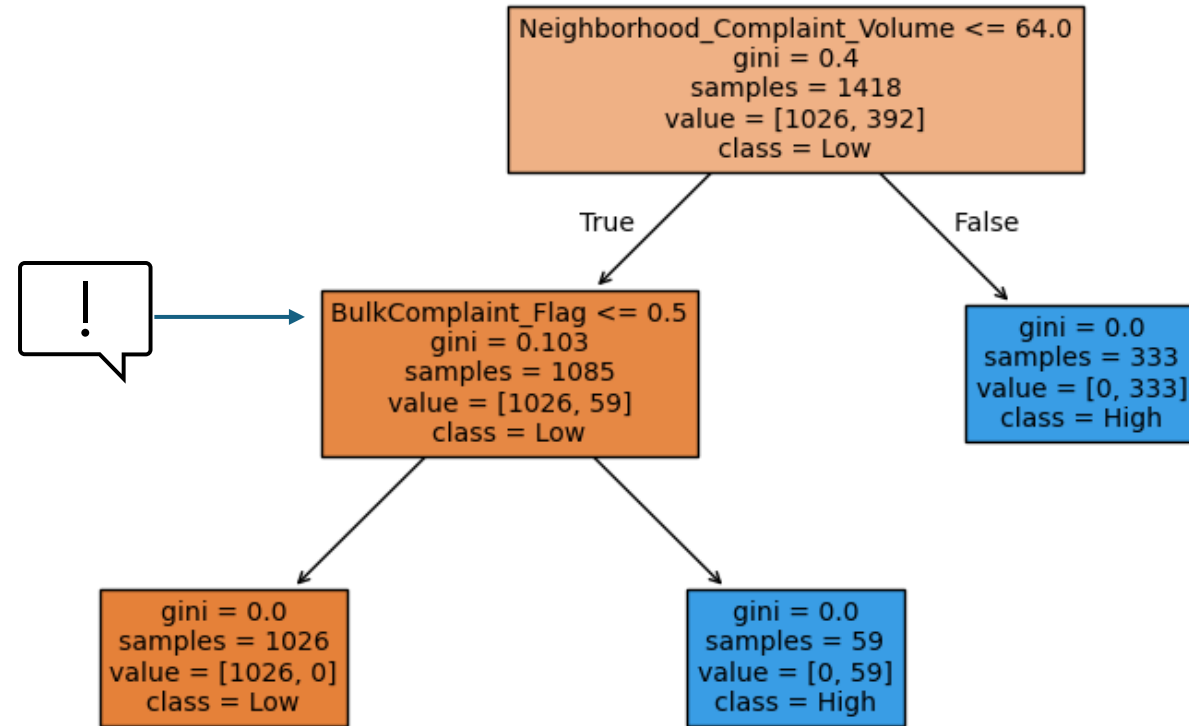 Neighborhood_Complaint_Volume <= 64.0
gini = 0.4
samples = 1418
value = [1026, 392]
class = Low
True
False
!
BulkComplaint_Flag <= 0.5
gini = 0.103
samples = 1085
value = [1026, 59]
class = Low
gini = 0.0
samples = 333
value = [0, 333]
class = High
gini = 0.0
samples = 1026
value = [1026, 0]
class = Low
gini = 0.0
samples = 59
value = [0, 59]
class = High